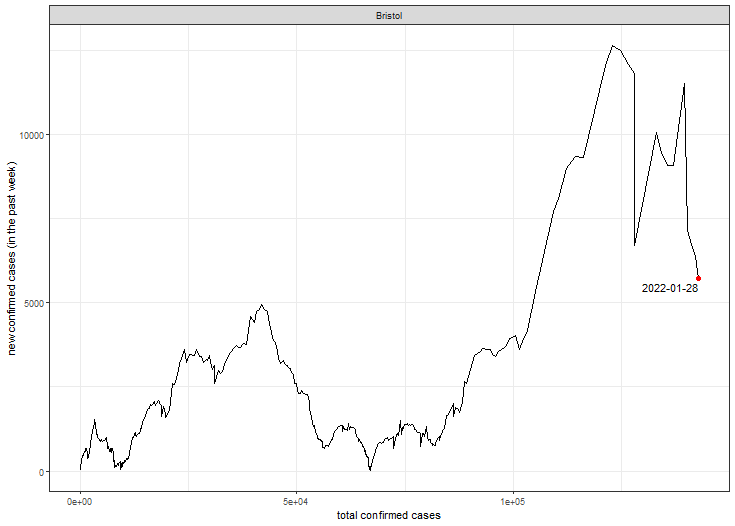 Bristol
10000
5000
0
new confirmed cases (in the past week)
2022-01-28
0e+00
5e+04
1e+05
total confirmed cases